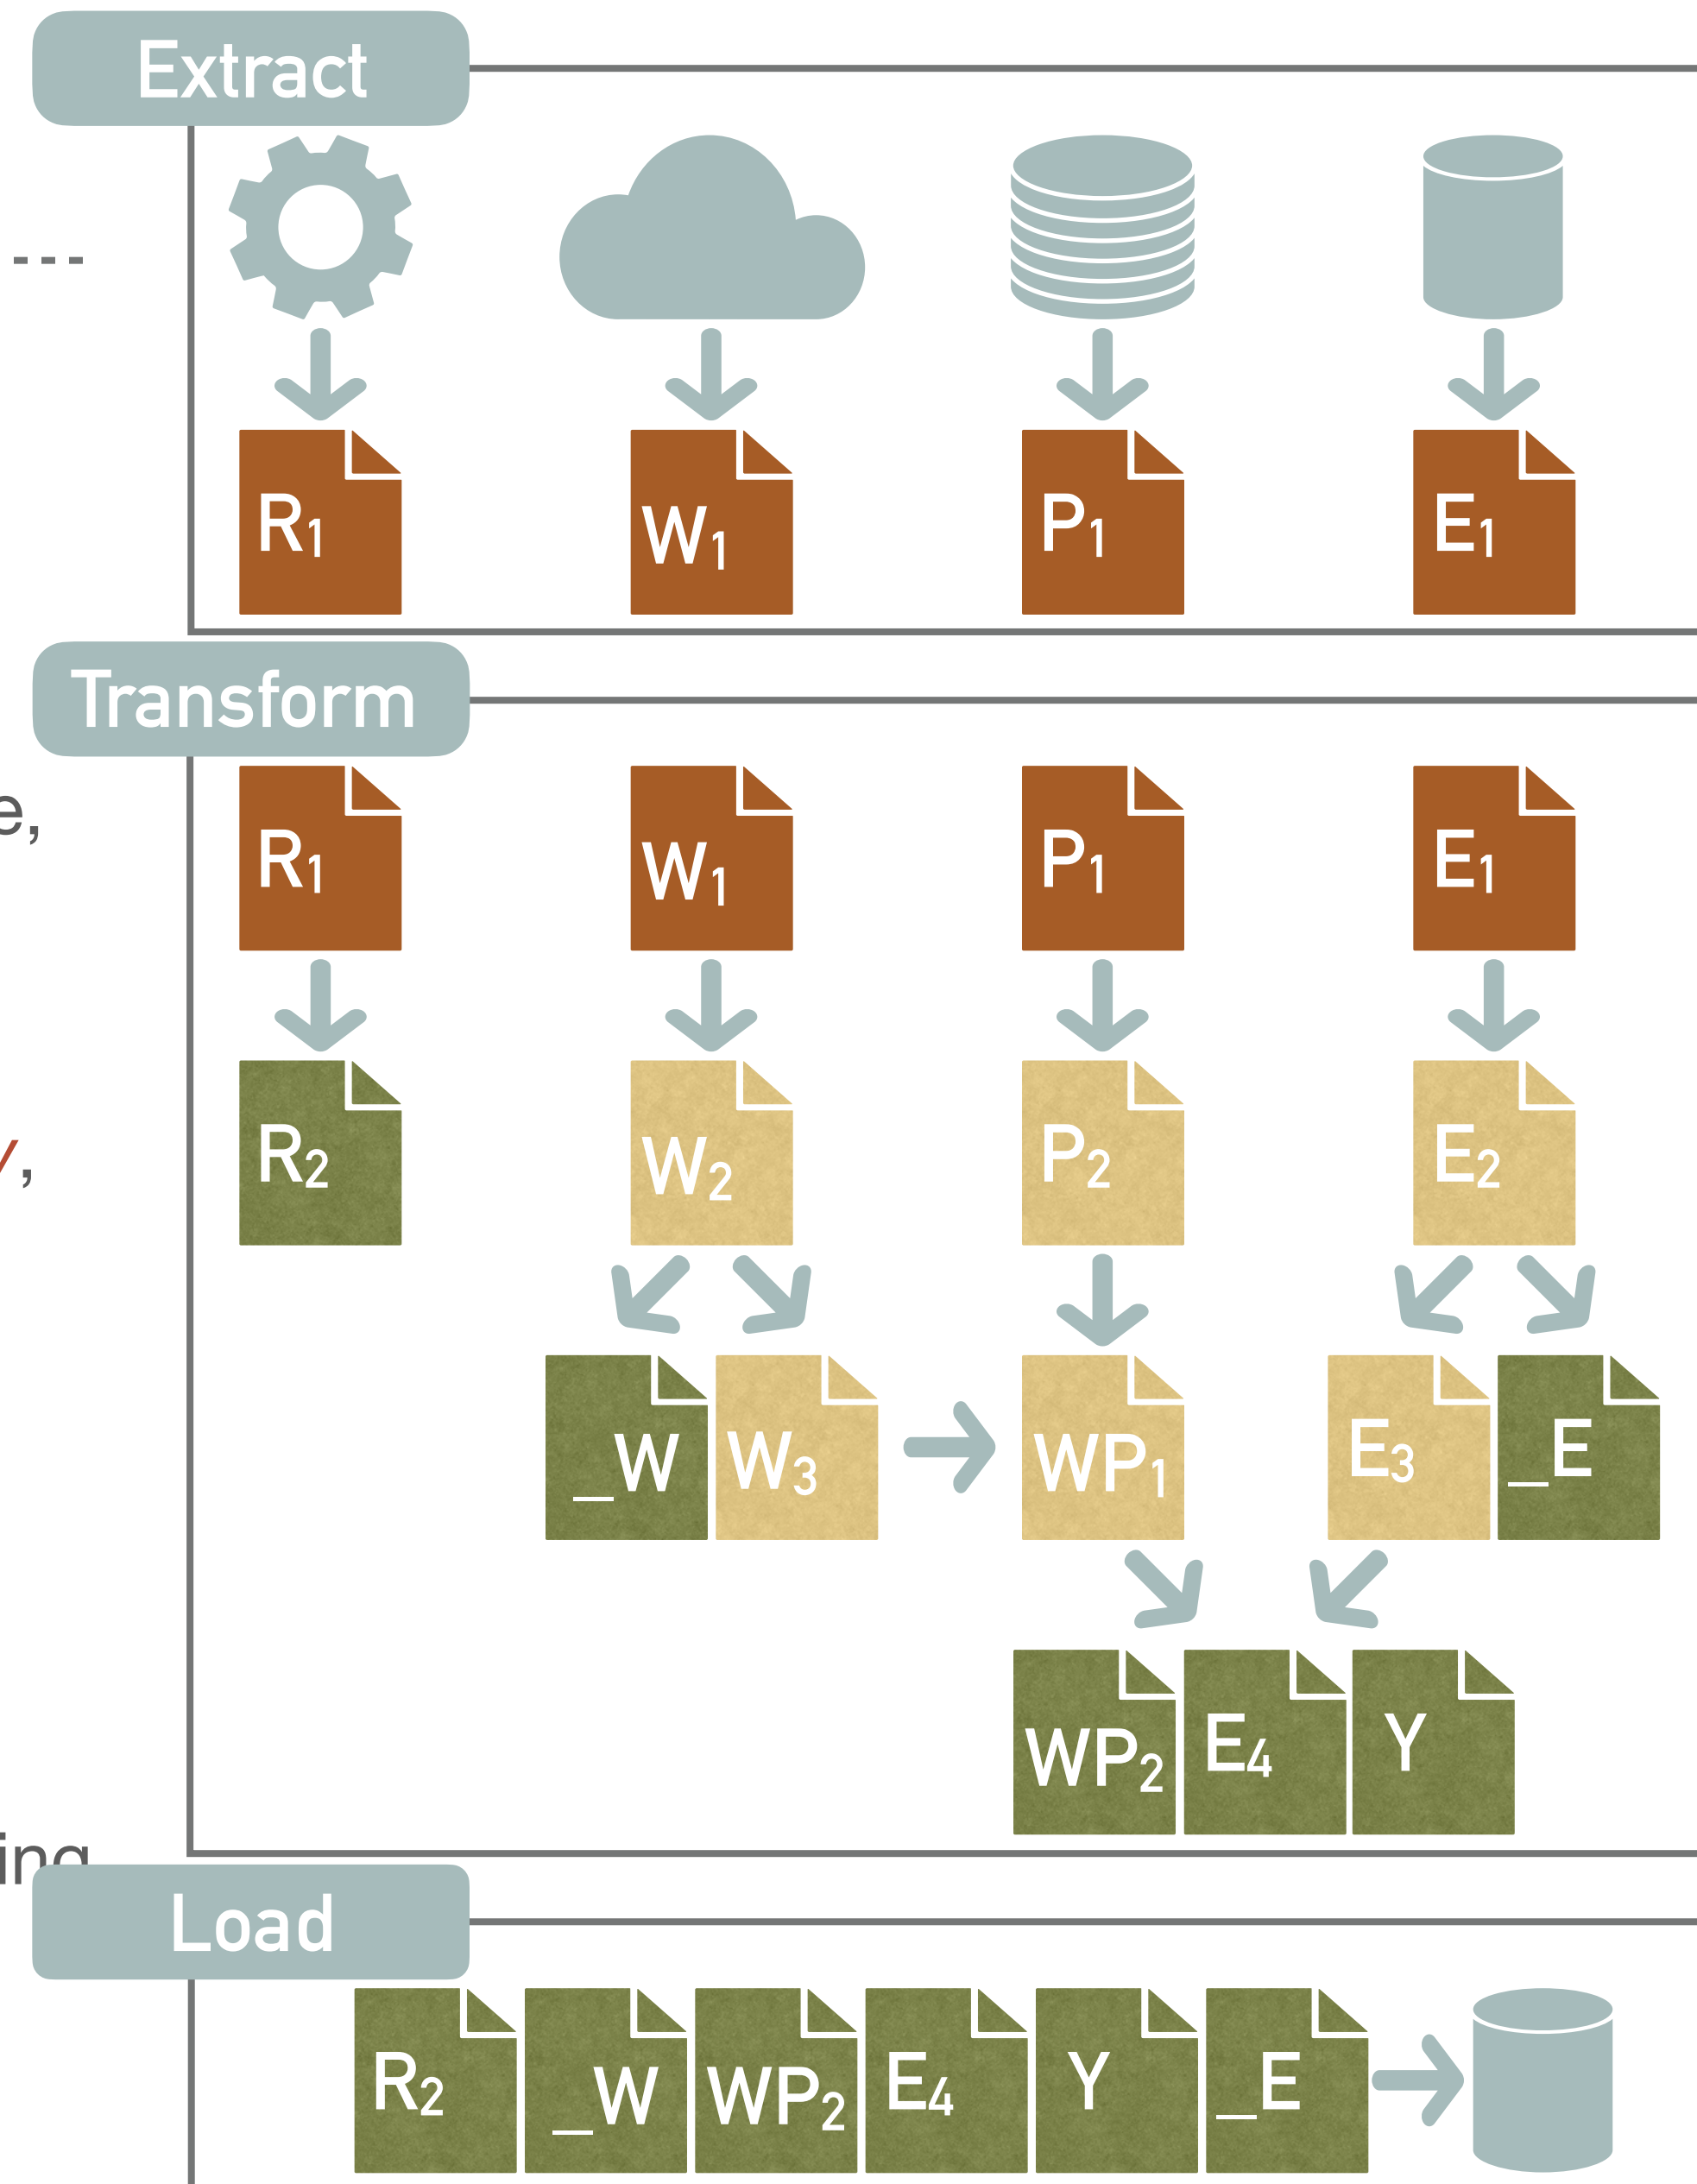 Extract
---
R₁ W₁ P₁ E₁
Transform
R₁ W₁ P₁ E₁
e,
R₂ W₂ P₂ E₂
y,
_W W₃ WP₁ E₃ _E
WP₂ E₄ Y
ing
Load
R₂ _W WP₂ E₄ Y _E